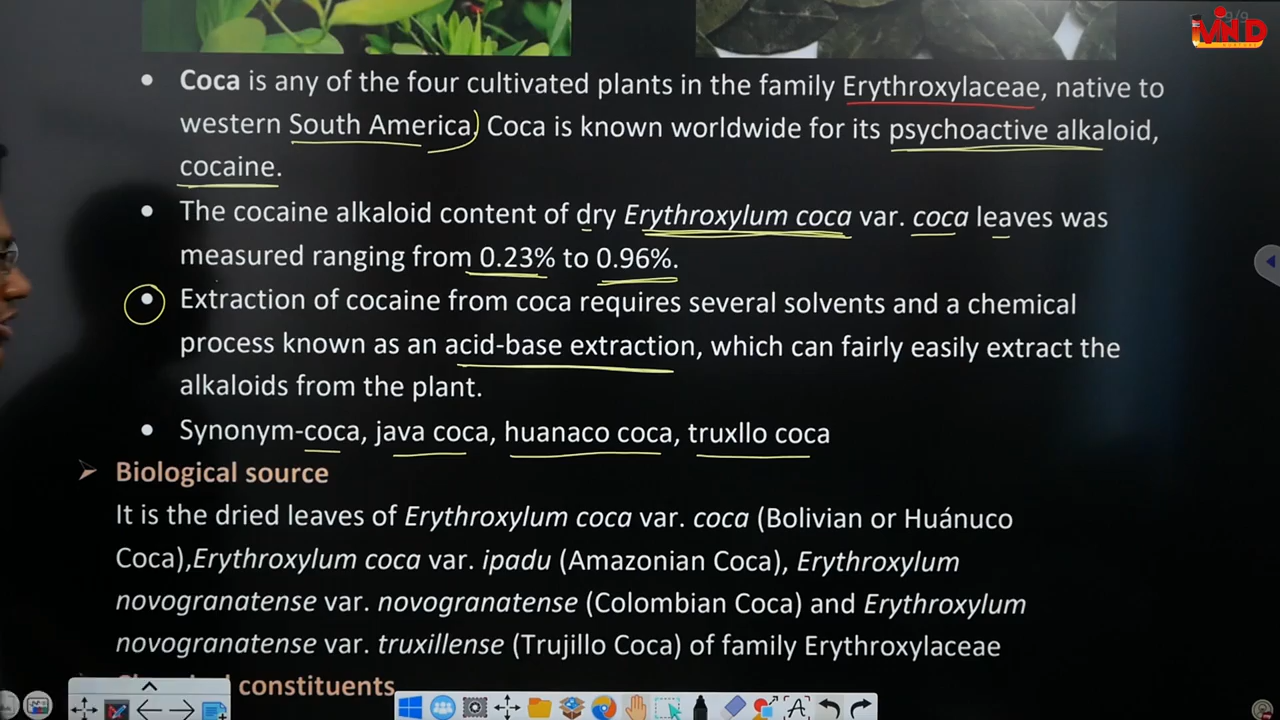 MIND
• Coca is any of the four cultivated plants in the family Erythroxylaceae, native to
western South America. Coca is known worldwide for its psychoactive alkaloid,
cocaine.
• The cocaine alkaloid content of dry Erythroxylum coca var. coca leaves was
measured ranging from 0.23% to 0.96%.
• Extraction of cocaine from coca requires several solvents and a chemical
process known as an acid-base extraction, which can fairly easily extract the
alkaloids from the plant.
• Synonym-coca, java coca, huanaco coca, truxllo coca
➢ Biological source
It is the dried leaves of Erythroxylum coca var. coca (Bolivian or Huánuco
Coca),Erythroxylum coca var. ipadu (Amazonian Coca), Erythroxylum
novogranatense var. novogranatense (Colombian Coca) and Erythroxylum
novogranatense var. truxillense (Trujillo Coca) of family Erythroxylaceae
constituents